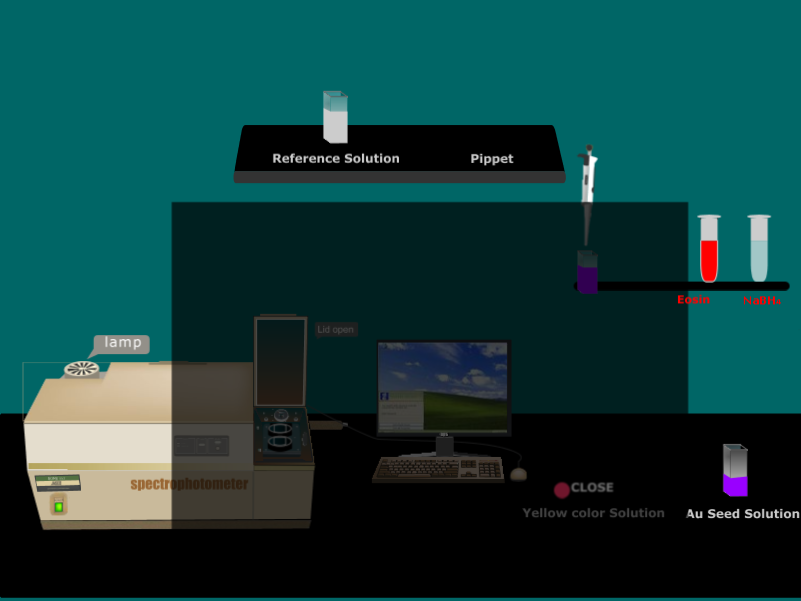 Reference Solution
Pippet
Eosin
NaBH₄
lamp
Lid open
spectrophotometer
CLOSE
Yellow color Solution
Au Seed Solution